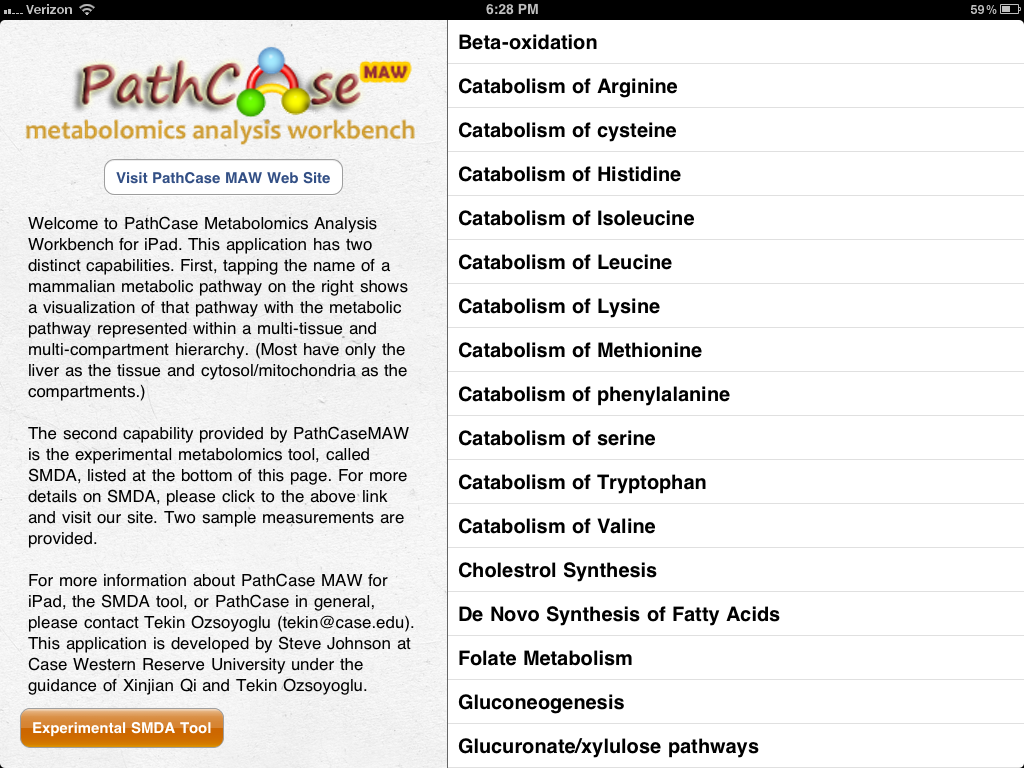 Verizon
6:28 PM
59%
PathCase MAW
metabolomics analysis workbench
Visit PathCase MAW Web Site
Welcome to PathCase Metabolomics Analysis
Workbench for iPad. This application has two
distinct capabilities. First, tapping the name of a
mammalian metabolic pathway on the right shows
a visualization of that pathway with the metabolic
pathway represented within a multi-tissue and
multi-compartment hierarchy. (Most have only the
liver as the tissue and cytosol/mitochondria as the
compartments.)
The second capability provided by PathCaseMAW
is the experimental metabolomics tool, called
SMDA, listed at the bottom of this page. For more
details on SMDA, please click to the above link
and visit our site. Two sample measurements are
provided.
For more information about PathCase MAW for
iPad, the SMDA tool, or PathCase in general,
please contact Tekin Ozsoyoglu (tekin@case.edu).
This application is developed by Steve Johnson at
Case Western Reserve University under the
guidance of Xinjian Qi and Tekin Ozsoyoglu.
Experimental SMDA Tool
Beta-oxidation
Catabolism of Arginine
Catabolism of cysteine
Catabolism of Histidine
Catabolism of Isoleucine
Catabolism of Leucine
Catabolism of Lysine
Catabolism of Methionine
Catabolism of phenylalanine
Catabolism of serine
Catabolism of Tryptophan
Catabolism of Valine
Cholestrol Synthesis
De Novo Synthesis of Fatty Acids
Folate Metabolism
Gluconeogenesis
Glucuronate/xylulose pathways